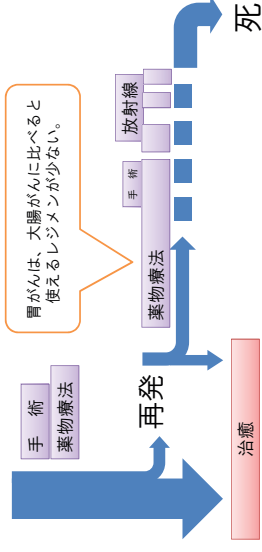 胃がんは、大腸がんに比べると
使えるレジメンが少ない。
手 術
薬物療法
再発
治癒
手 術
薬物療法
放射線
死